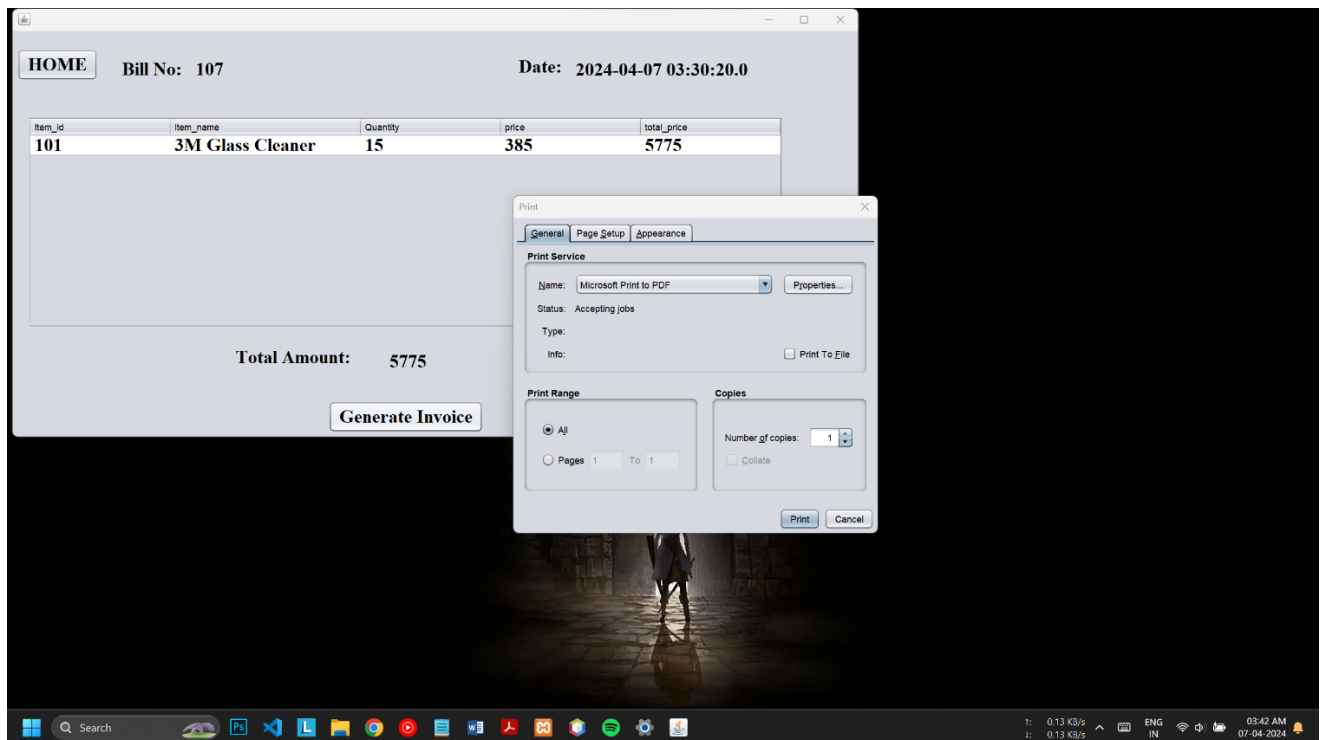 HOME Bill No: 107 Date: 2024-04-07 03:30:20.0
Item_id Item_name Quantity price total_price
101 3M Glass Cleaner 15 385 5775
Total Amount: 5775
Generate Invoice
Print
General Page Setup Appearance
Print Service
Name: Microsoft Print to PDF Properties...
Status: Accepting jobs
Type:
Info: Print To File
Print Range Copies
All
Number of copies: 1
Pages 1 To 1 Collate
Print Cancel
Search Ps L W
↑: 0.13 KB/s ENG 03:42 AM
↓: 0.13 KB/s IN 07-04-2024